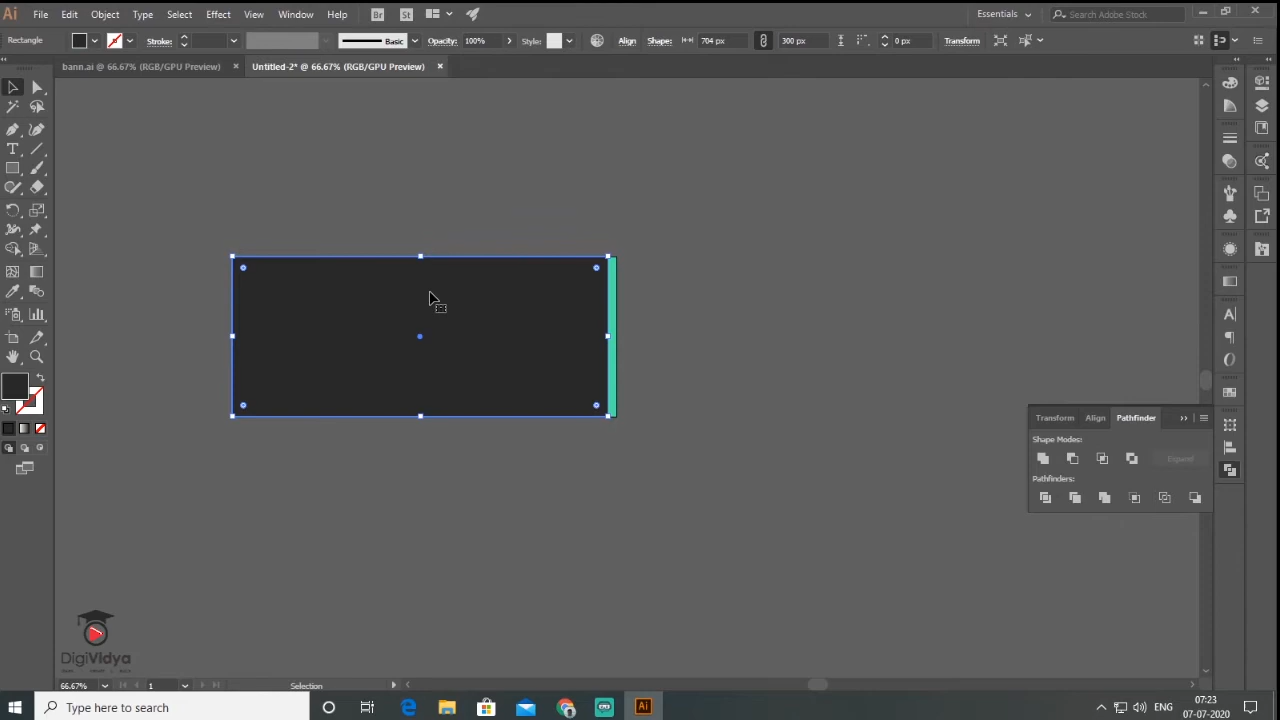 Ai File Edit Object Type Select Effect View Window Help Br St Essentials Search Adobe Stock
Rectangle Stroke: Basic Opacity: 100% Style: Align Shape: 704 px 300 px 0 px Transform
bann.ai @ 66.67% (RGB/GPU Preview) × Untitled-2* @ 66.67% (RGB/GPU Preview) ×
Transform Align Pathfinder
Shape Modes:
Expand
Pathfinders:
DigiVidya
66.67% 1 Selection
Type here to search Ai ENG 07:23
07-07-2020